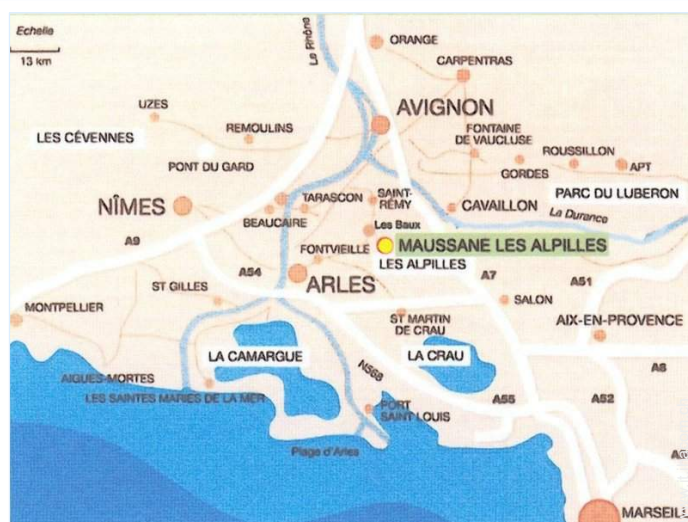 Echelle
13 km
Le Rhône
ORANGE
CARPENTRAS
UZES
AVIGNON
LES CÉVENNES
REMOULINS
FONTAINE
DE VAUCLUSE
PONT DU GARD
ROUSSILLON
GORDES
APT
PARC DU LUBERON
NÎMES
TARASCON
SAINT-
RÉMY
CAVAILLON
BEAUCAIRE
La Durance
Les Baux
A9
FONTVIEILLE
MAUSSANE LES ALPILLES
LES ALPILLES
A54
ARLES
A7
A51
ST GILLES
SALON
MONTPELLIER
ST MARTIN
DE CRAU
AIX-EN-PROVENCE
LA CAMARGUE
LA CRAU
N568
A8
AIGUES-MORTES
LES SAINTES MARIES DE LA MER
PORT
SAINT LOUIS
A55
A52
Plage d'Arles
MARSEIL